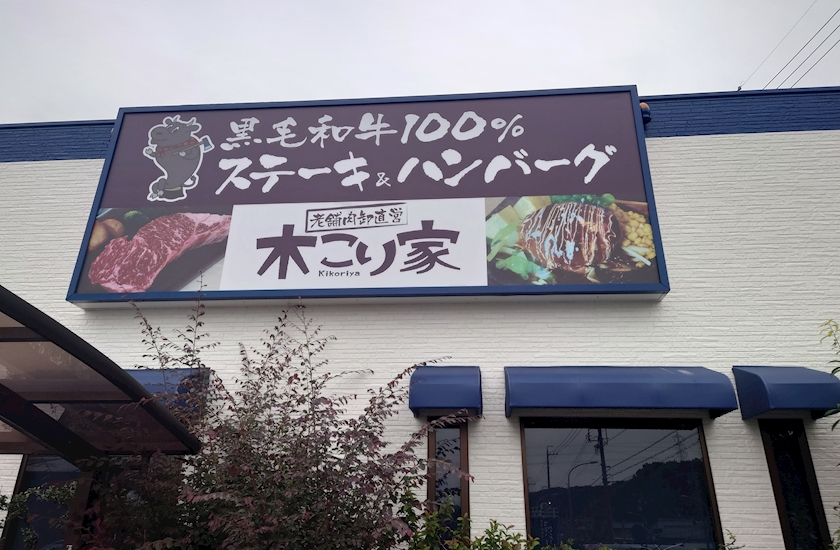 黒毛和牛100%
ステーキ&ハンバーグ
老舗肉卸直営
木こり家
Kikoriya